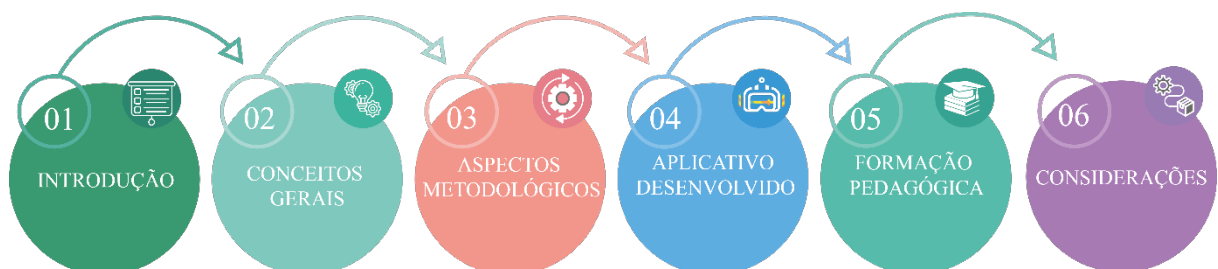 01
INTRODUÇÃO
02
CONCEITOS
GERAIS
03
ASPECTOS
METODOLÓGICOS
04
APLICATIVO
DESENVOLVIDO
05
FORMAÇÃO
PEDAGÓGICA
06
CONSIDERAÇÕES